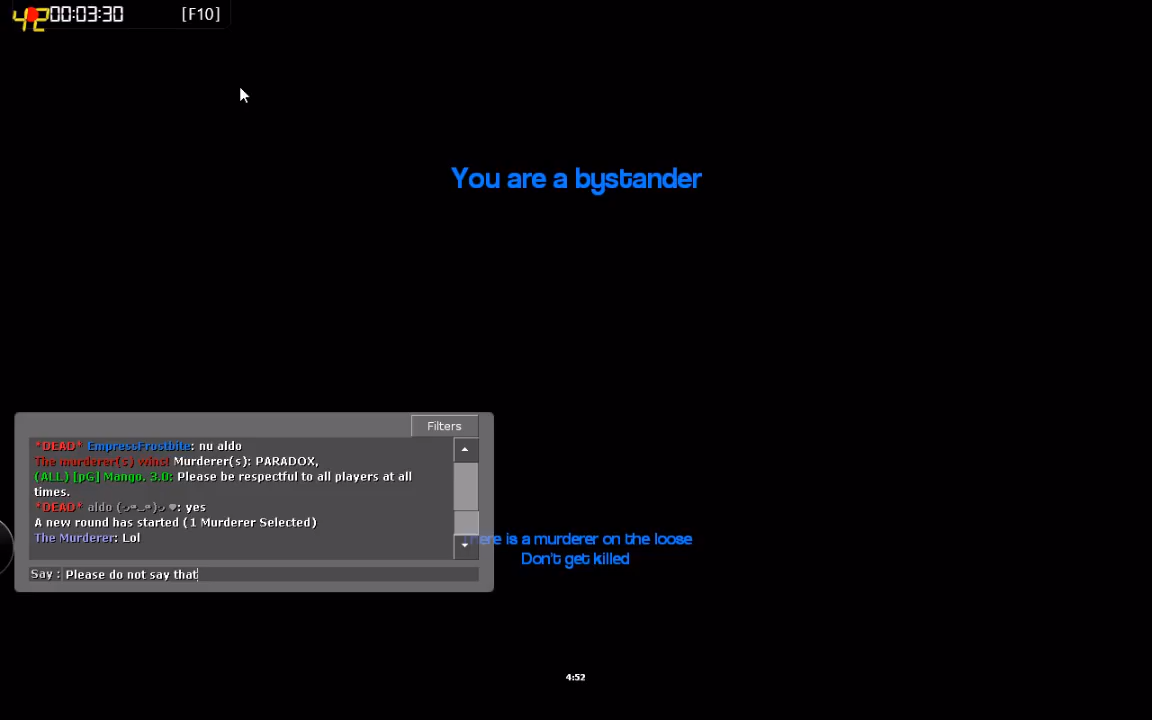 42 00:03:30 [F10]
You are a bystander
Filters
*DEAD* EmpressFrostbite: nu aldo
The murderer(s) wins! Murderer(s): PARADOX,
(ALL) [pG] Mango. 3.0: Please be respectful to all players at all
times.
*DEAD* aldo : yes
A new round has started (1 Murderer Selected)
The Murderer: Lol
Say : Please do not say that
There is a murderer on the loose
Don't get killed
4:52